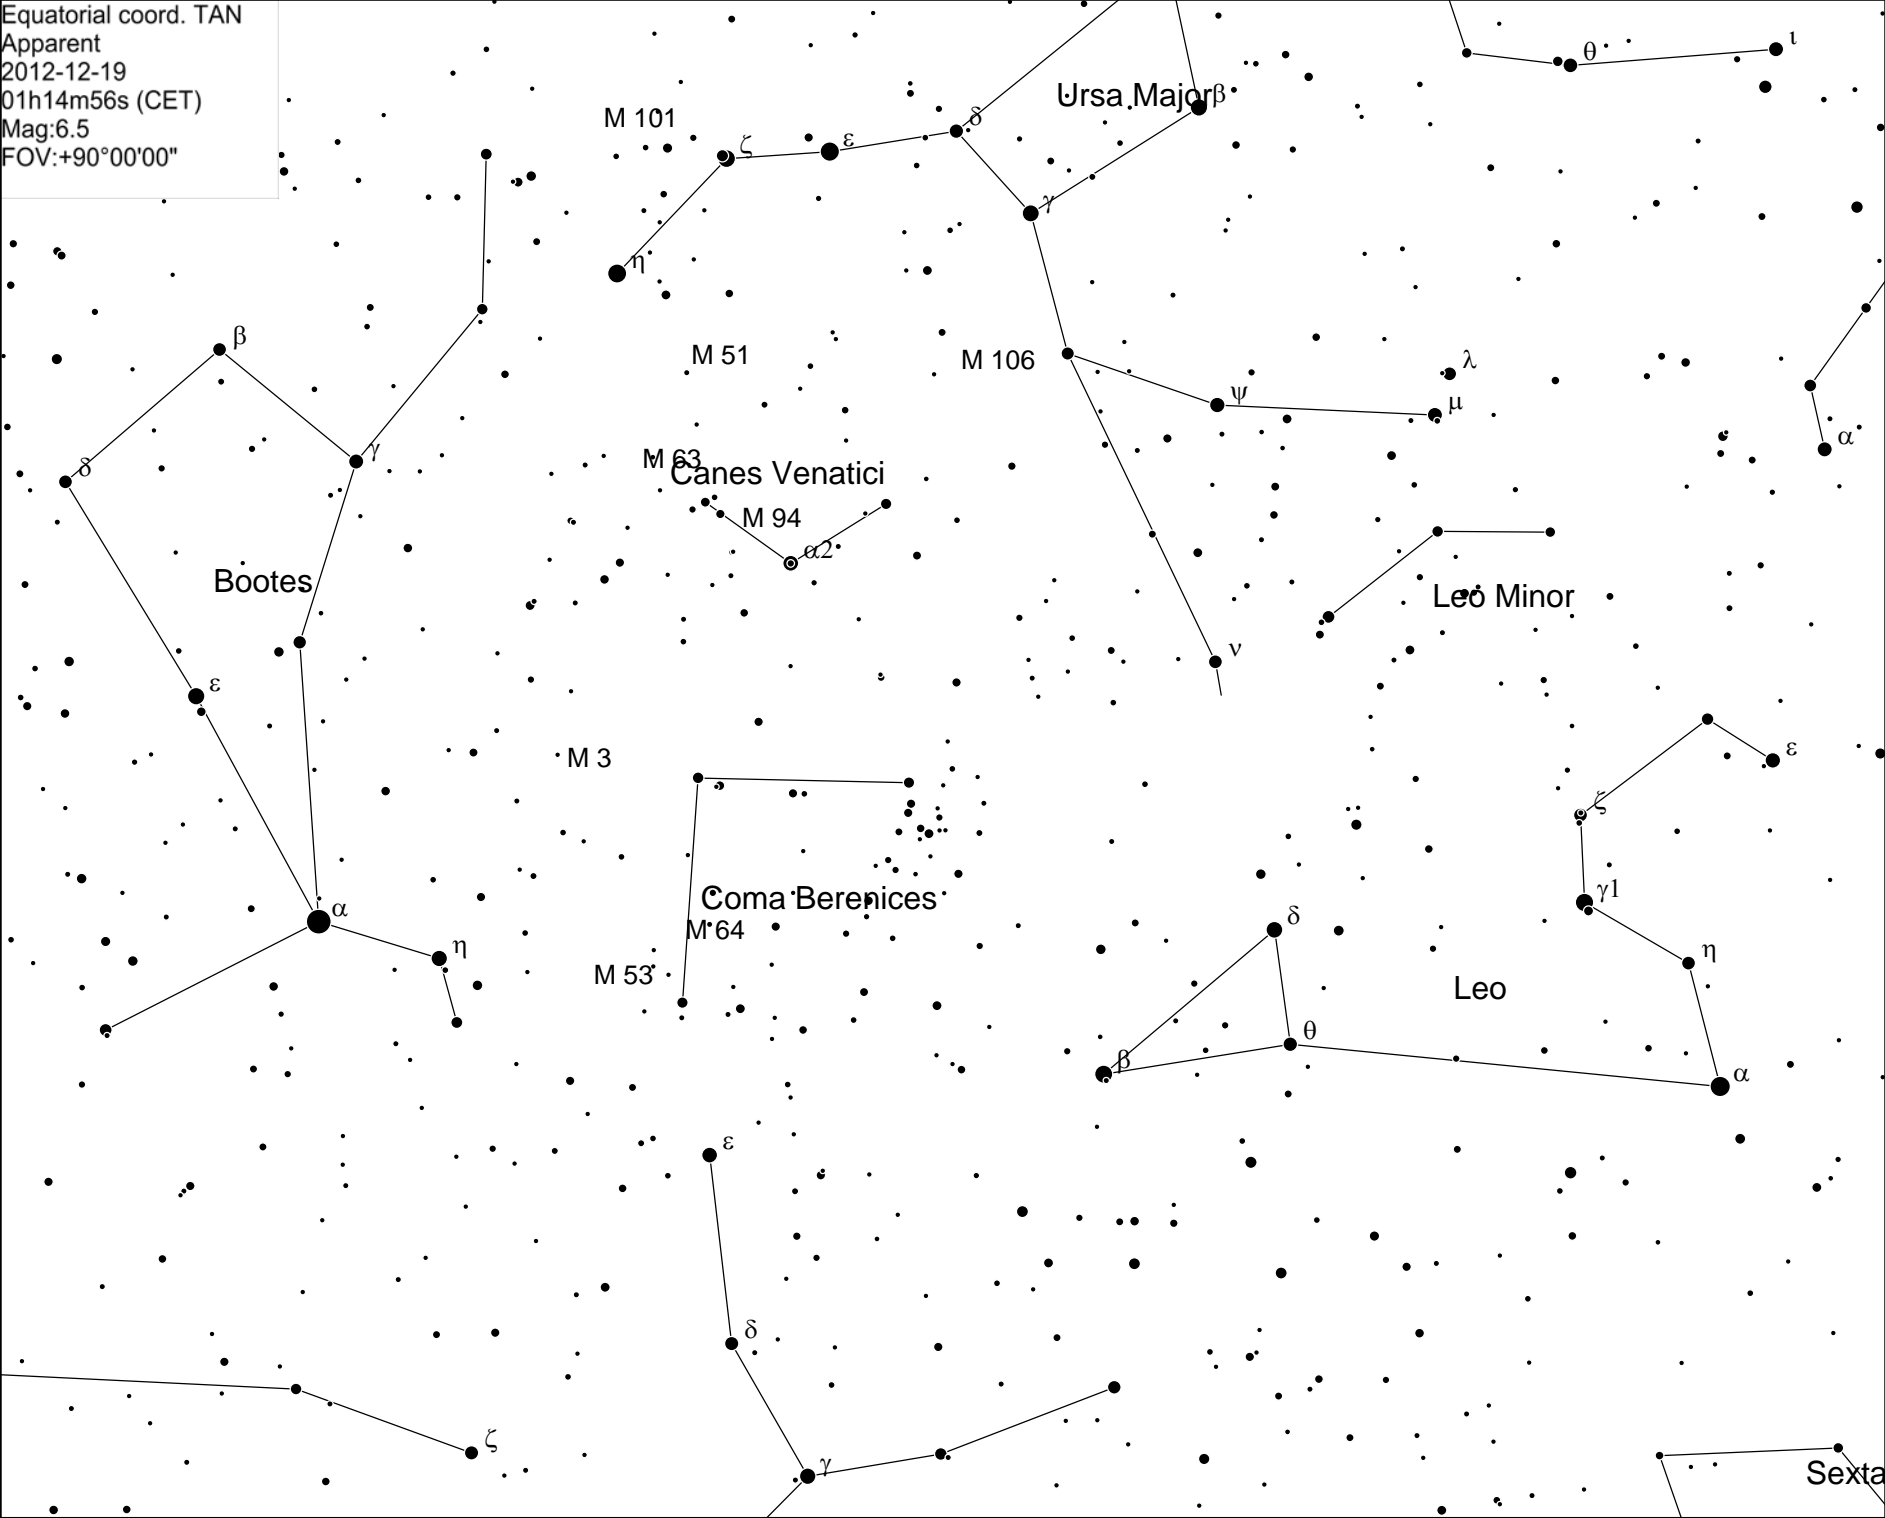 Equatorial coord. TAN
Apparent
2012-12-19
01h14m56s (CET)
Mag:6.5
FOV:+90°00'00"
θ
ι
Ursa Major
β
M 101
δ
ζ
ε
γ
η
β
M 51
M 106
λ
ψ
μ
α
γ
M 63
δ
Canes Venatici
M 94
α2
Bootes
Leo Minor
ν
ε
M 3
ε
ζ
Coma Berenices
γ1
α
δ
M 64
η
η
M 53
Leo
θ
β
α
ε
δ
ζ
γ
Sexta